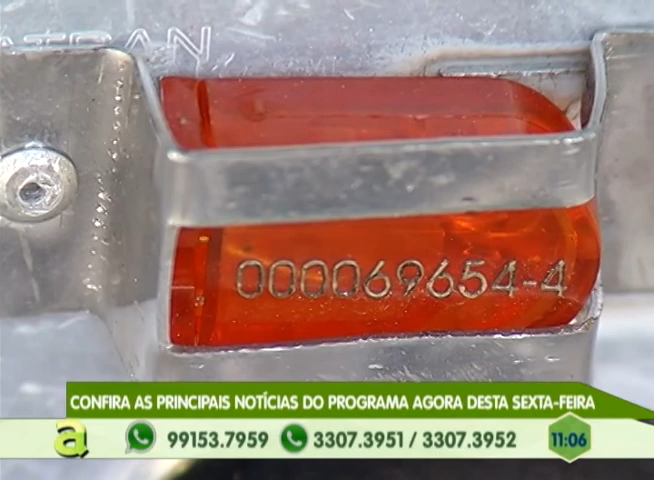 000069654-4
CONFIRA AS PRINCIPAIS NOTÍCIAS DO PROGRAMA AGORA DESTA SEXTA-FEIRA
a 99153.7959 3307.3951 / 3307.3952 11:06